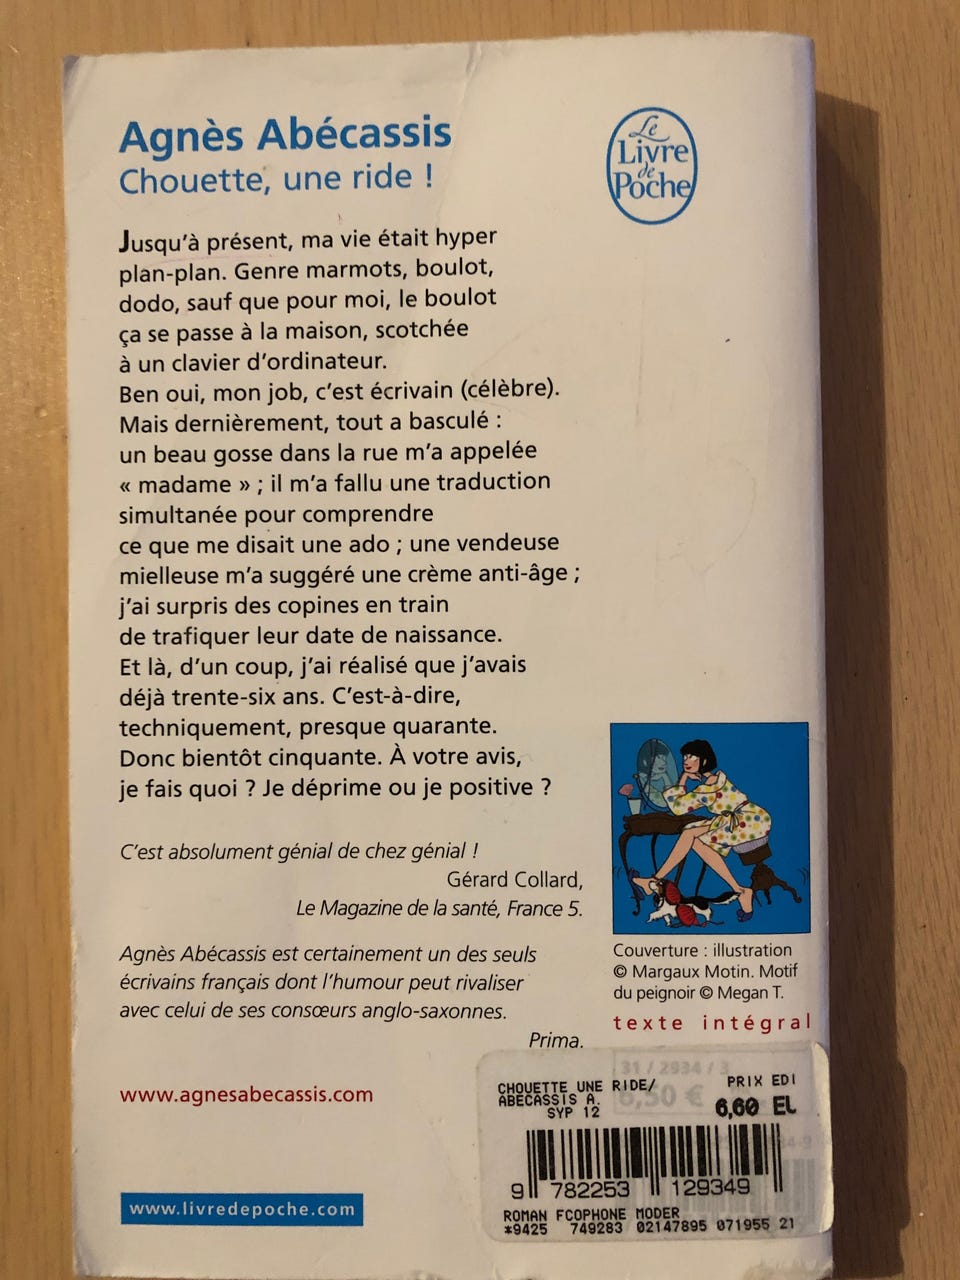 Agnès Abécassis
Chouette, une ride !
Le
Livre
de
Poche
Jusqu'à présent, ma vie était hyper
plan-plan. Genre marmots, boulot,
dodo, sauf que pour moi, le boulot
ça se passe à la maison, scotchée
à un clavier d'ordinateur.
Ben oui, mon job, c'est écrivain (célèbre).
Mais dernièrement, tout a basculé :
un beau gosse dans la rue m'a appelée
« madame » ; il m'a fallu une traduction
simultanée pour comprendre
ce que me disait une ado ; une vendeuse
mielleuse m'a suggéré une crème anti-âge ;
j'ai surpris des copines en train
de trafiquer leur date de naissance.
Et là, d'un coup, j'ai réalisé que j'avais
déjà trente-six ans. C'est-à-dire,
techniquement, presque quarante.
Donc bientôt cinquante. À votre avis,
je fais quoi ? Je déprime ou je positive ?
C'est absolument génial de chez génial !
Gérard Collard,
Le Magazine de la santé, France 5.
Agnès Abécassis est certainement un des seuls
écrivains français dont l'humour peut rivaliser
avec celui de ses consœurs anglo-saxonnes.
Prima.
Couverture : illustration
© Margaux Motin. Motif
du peignoir © Megan T.
texte intégral
www.agnesabecassis.com
www.livredepoche.com
31 / 2934 / 3
6,50 €
CHOUETTE UNE RIDE/ PRIX EDI
ABECASSIS A. 6,60 EL
SYP 12
9 782253 129349
ROMAN FCOPHONE MODER
*9425 749283 02147895 071955 21